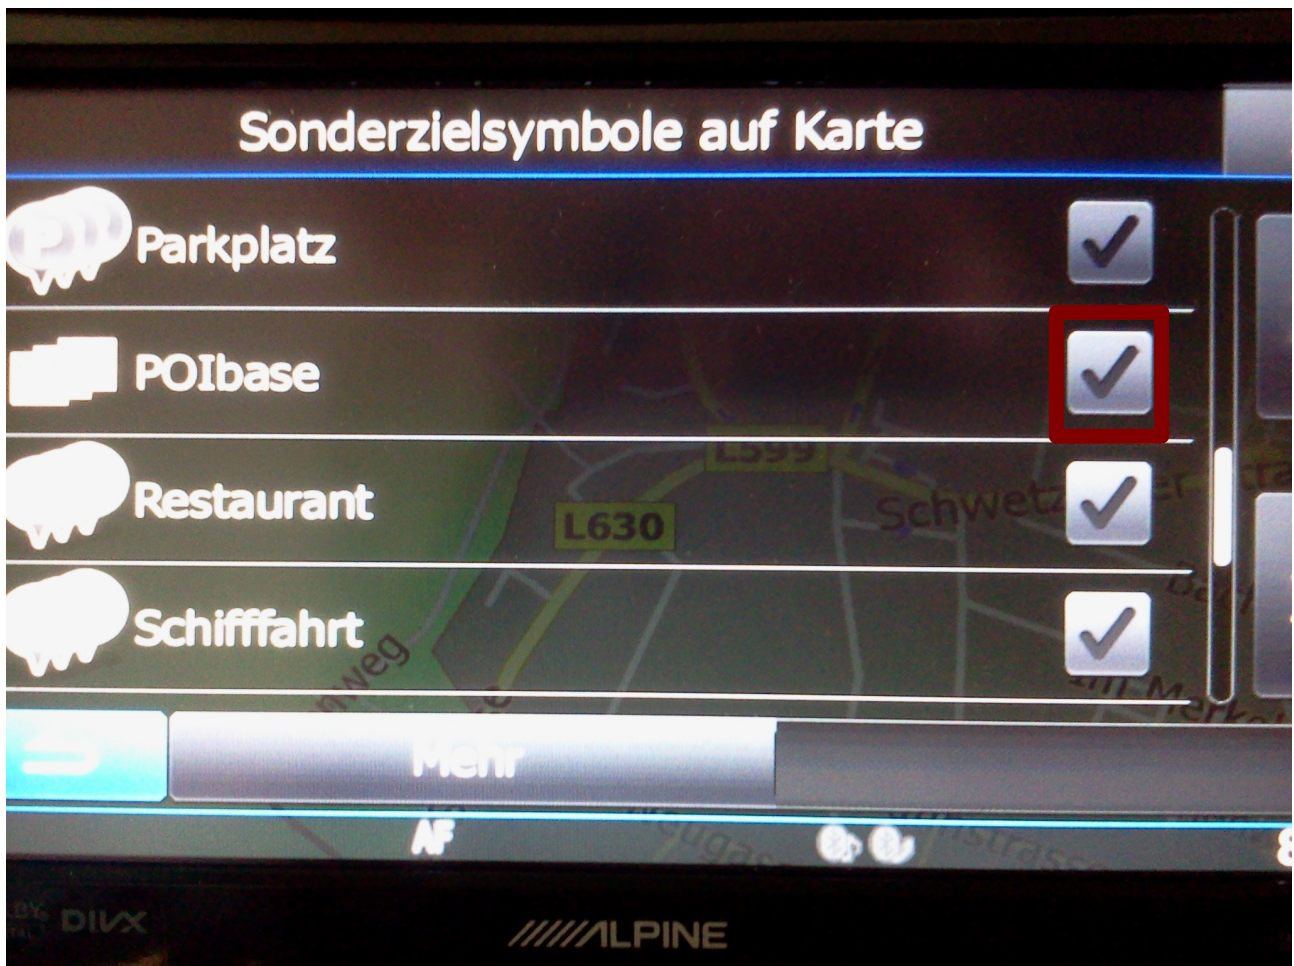 Sonderzielsymbole auf Karte
P Parkplatz
POIbase
L599
Restaurant
L630
Schifffahrt
Mehr
AF
DIVX
ALPINE